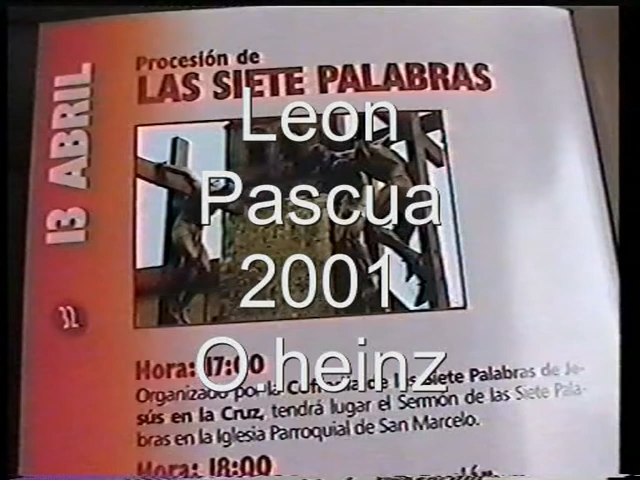 13 ABRIL
Procesión de
LAS SIETE PALABRAS
Leon
Pascua
2001
O.heinz
32
Hora: 17:00
Organizado por la Cofradía de las Siete Palabras de Je-
sús en la Cruz, tendrá lugar el Sermón de las Siete Pala-
bras en la Iglesia Parroquial de San Marcelo.
Hora: 18:00